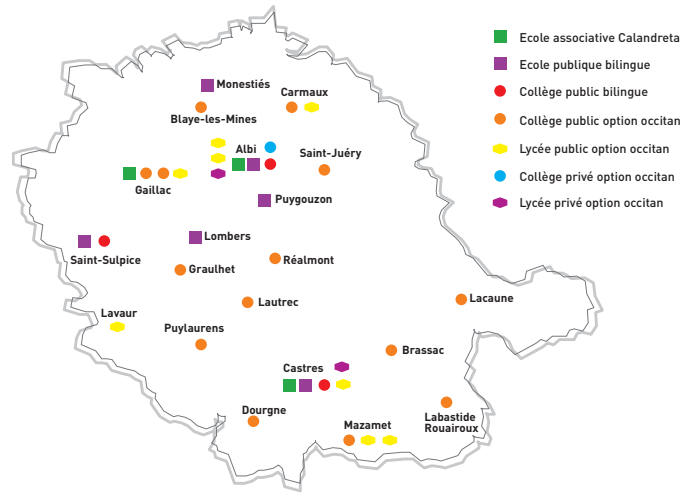 Ecole associative Calandreta
Ecole publique bilingue
Collège public bilingue
Collège public option occitan
Lycée public option occitan
Collège privé option occitan
Lycée privé option occitan
Monestiés
Carmaux
Blaye-les-Mines
Albi
Saint-Juéry
Gaillac
Puygouzon
Lombers
Saint-Sulpice
Réalmont
Graulhet
Lautrec
Lacaune
Lavaur
Puylaurens
Brassac
Castres
Dourgne
Mazamet
Labastide
Rouairoux